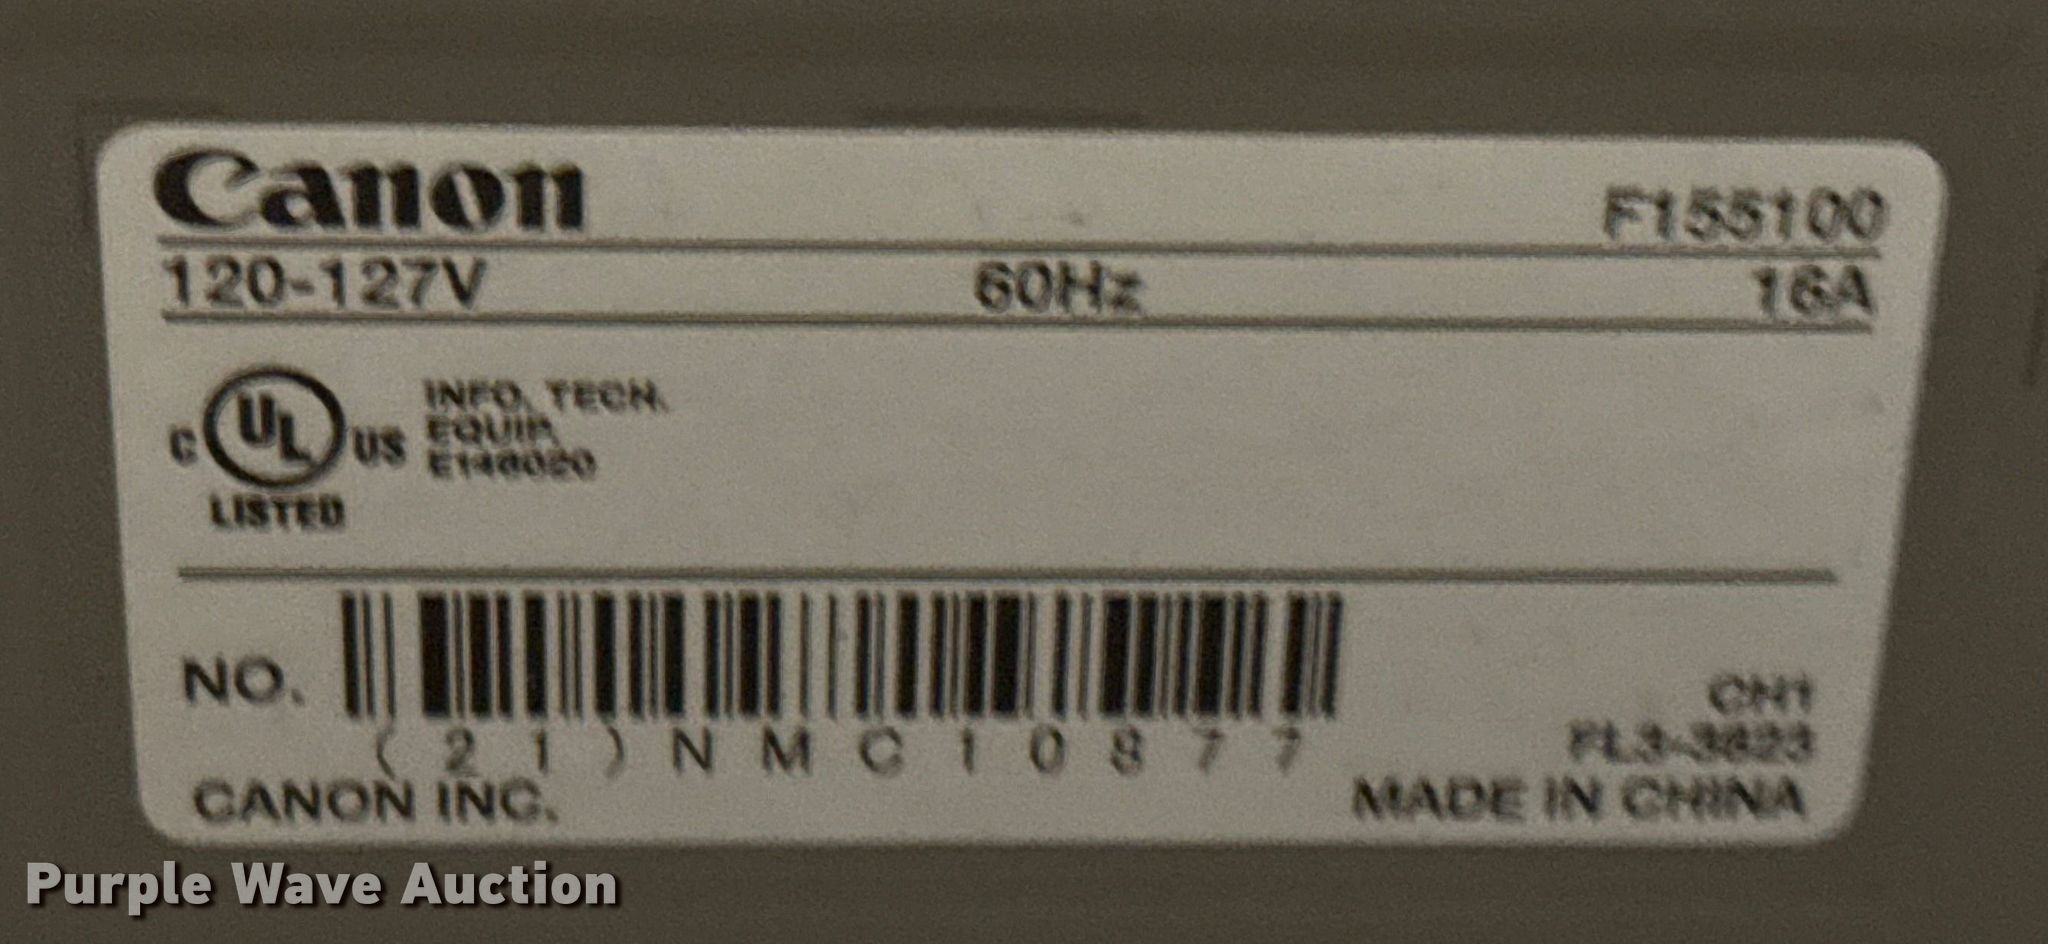 Canon
F155100
120-127V 60Hz 16A
C UL US
LISTED
INFO. TECH.
EQUIP.
E146020
NO.
(21)NMC10877
CH1
FL3-3823
CANON INC.
MADE IN CHINA
Purple Wave Auction